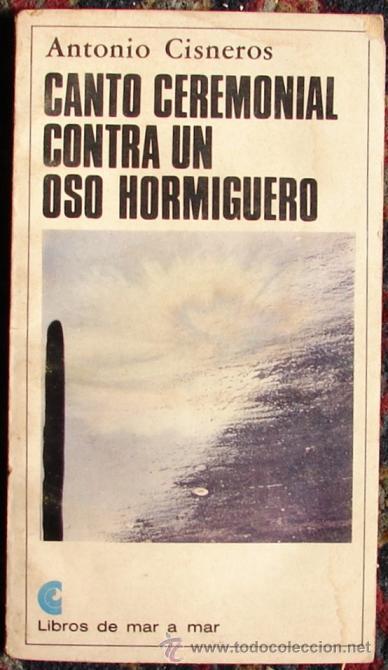 Antonio Cisneros
CANTO CEREMONIAL
CONTRA UN
OSO HORMIGUERO
Libros de mar a mar
www.todocoleccion.net